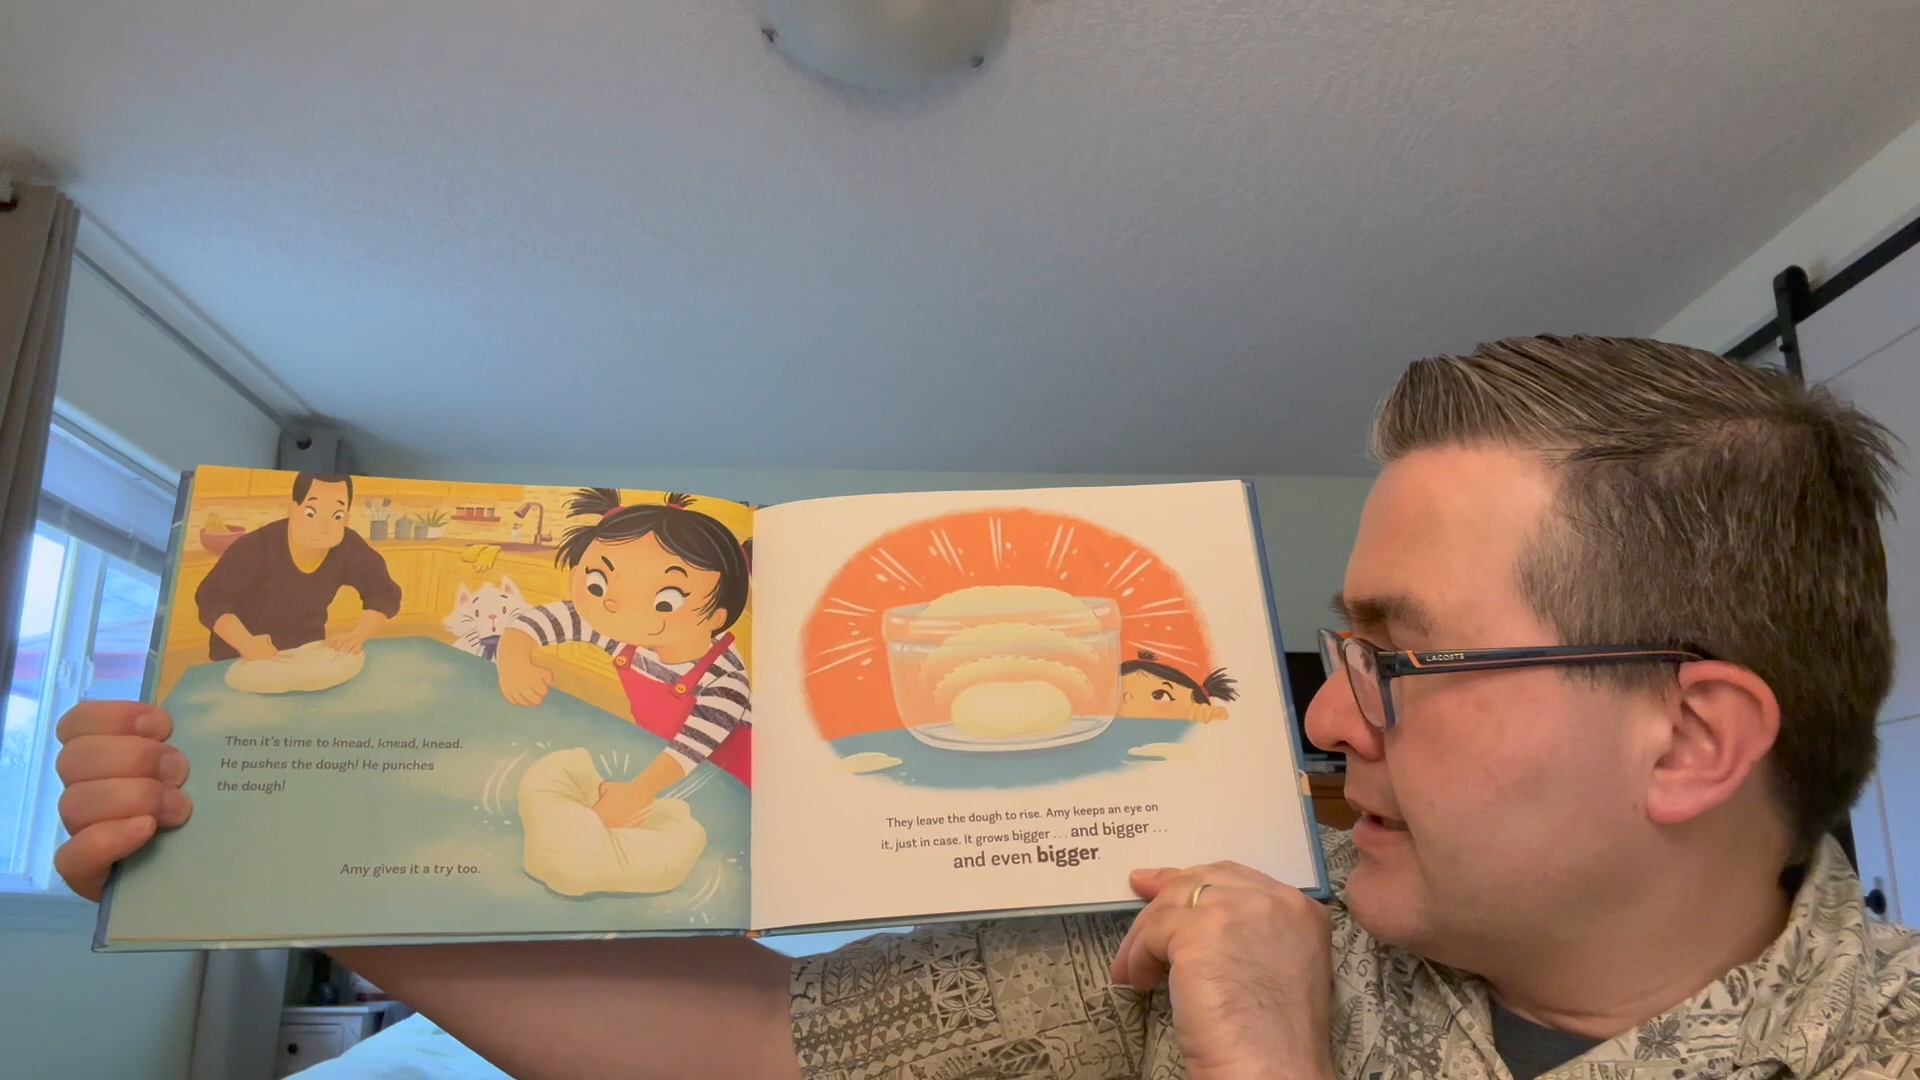 Then it's time to knead, knead, knead.
He pushes the dough! He punches
the dough!
Amy gives it a try too.
They leave the dough to rise. Amy keeps an eye on
it, just in case. It grows bigger . . . and bigger . . .
and even bigger.
LACOSTE